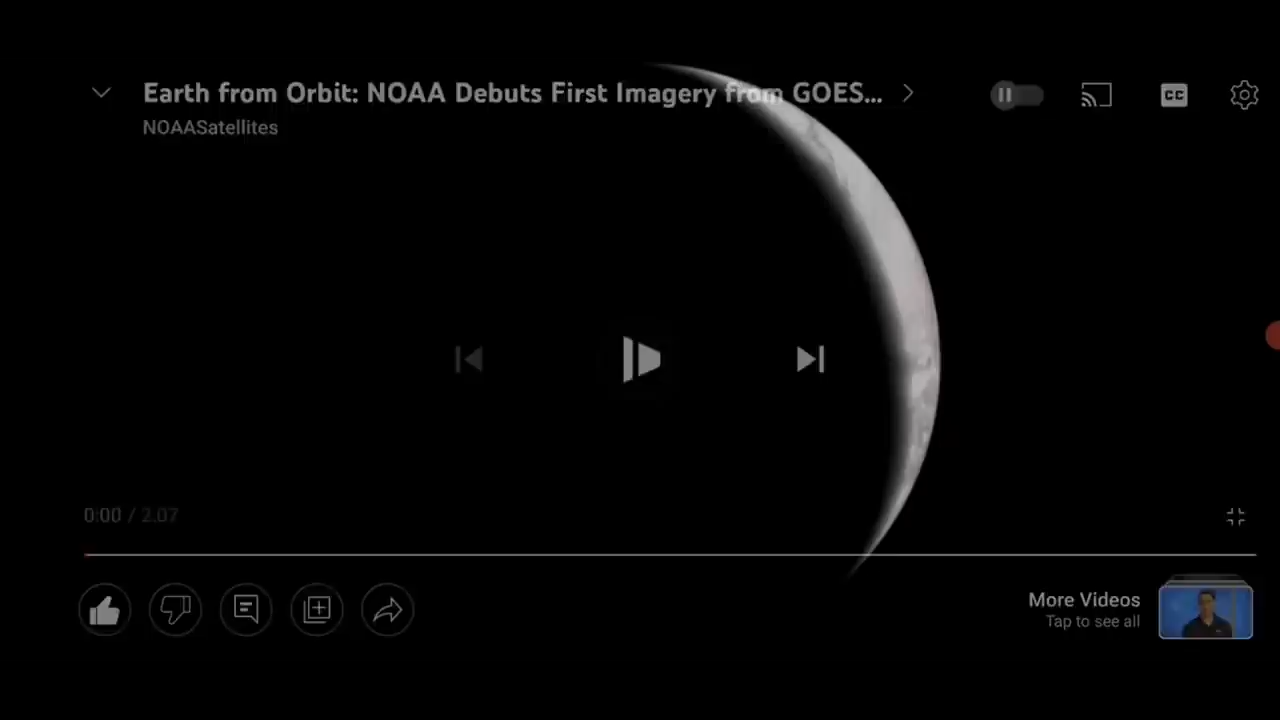 Earth from Orbit: NOAA Debuts First Imagery from GOES...
NOAASatellites
CC
0:00 / 2.07
More Videos
Tap to see all